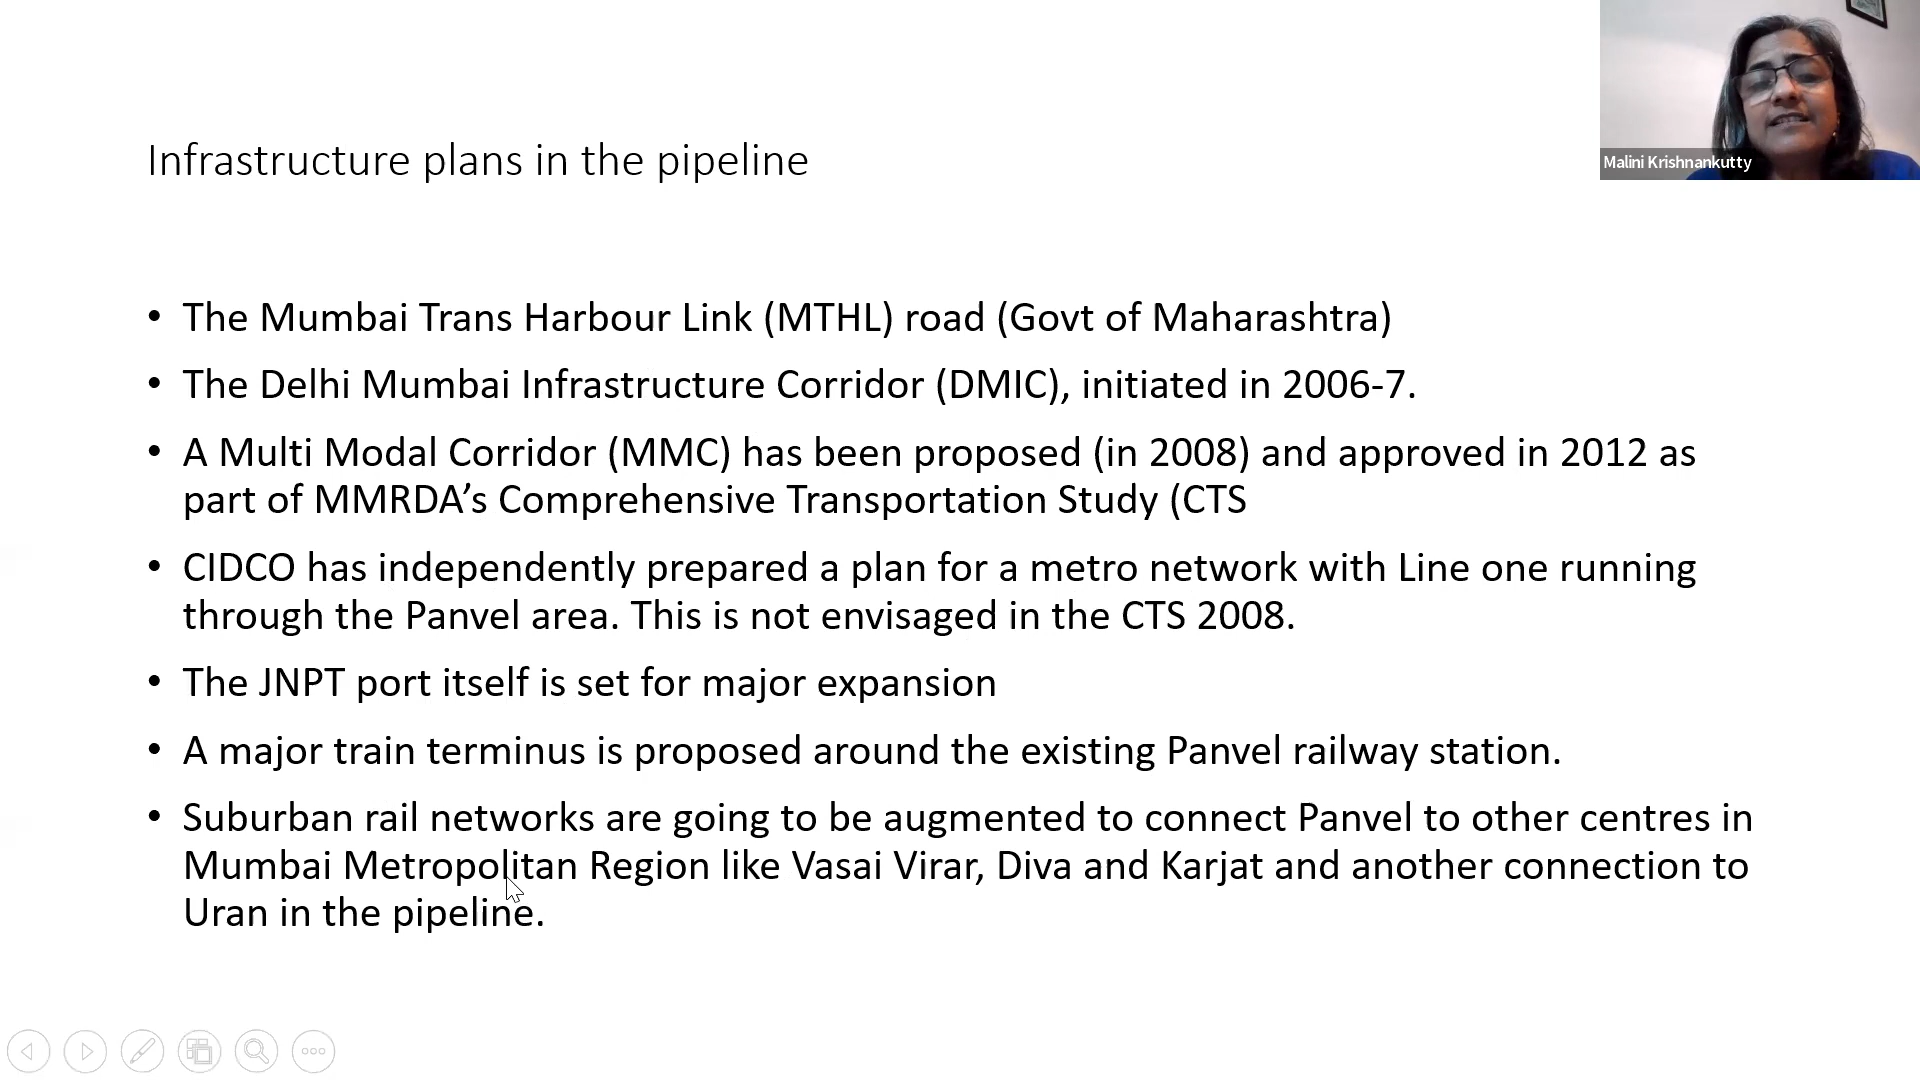 Malini Krishnankutty
Infrastructure plans in the pipeline
• The Mumbai Trans Harbour Link (MTHL) road (Govt of Maharashtra)
• The Delhi Mumbai Infrastructure Corridor (DMIC), initiated in 2006-7.
• A Multi Modal Corridor (MMC) has been proposed (in 2008) and approved in 2012 as
part of MMRDA’s Comprehensive Transportation Study (CTS
• CIDCO has independently prepared a plan for a metro network with Line one running
through the Panvel area. This is not envisaged in the CTS 2008.
• The JNPT port itself is set for major expansion
• A major train terminus is proposed around the existing Panvel railway station.
• Suburban rail networks are going to be augmented to connect Panvel to other centres in
Mumbai Metropolitan Region like Vasai Virar, Diva and Karjat and another connection to
Uran in the pipeline.